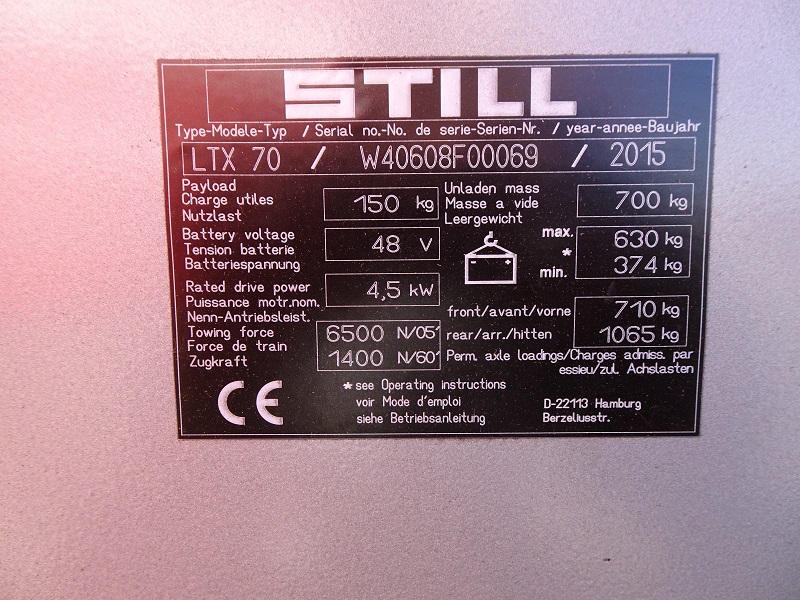 STILL
Type-Modele-Typ / Serial no.-No. de serie-Serien-Nr. / year-annee-Baujahr
LTX 70 / W40608F00069 / 2015
Payload
Charge utiles
Nutzlast
150 kg
Unladen mass
Masse a vide
Leergewicht
700 kg
Battery voltage
Tension batterie
Batteriespannung
48 V
max. 630 kg
*
min. 374 kg
Rated drive power
Puissance motr.nom.
Nenn-Antriebsleist.
4,5 kW
front/avant/vorne 710 kg
rear/arr./hitten 1065 kg
Towing force
Force de train
Zugkraft
6500 N/05'
1400 N/60'
Perm. axle loadings/Charges admiss. par
essieu/zul. Achslasten
CE
*see Operating instructions
voir Mode d'emploi
siehe Betriebsanleitung
D-22113 Hamburg
Berzeliusstr.